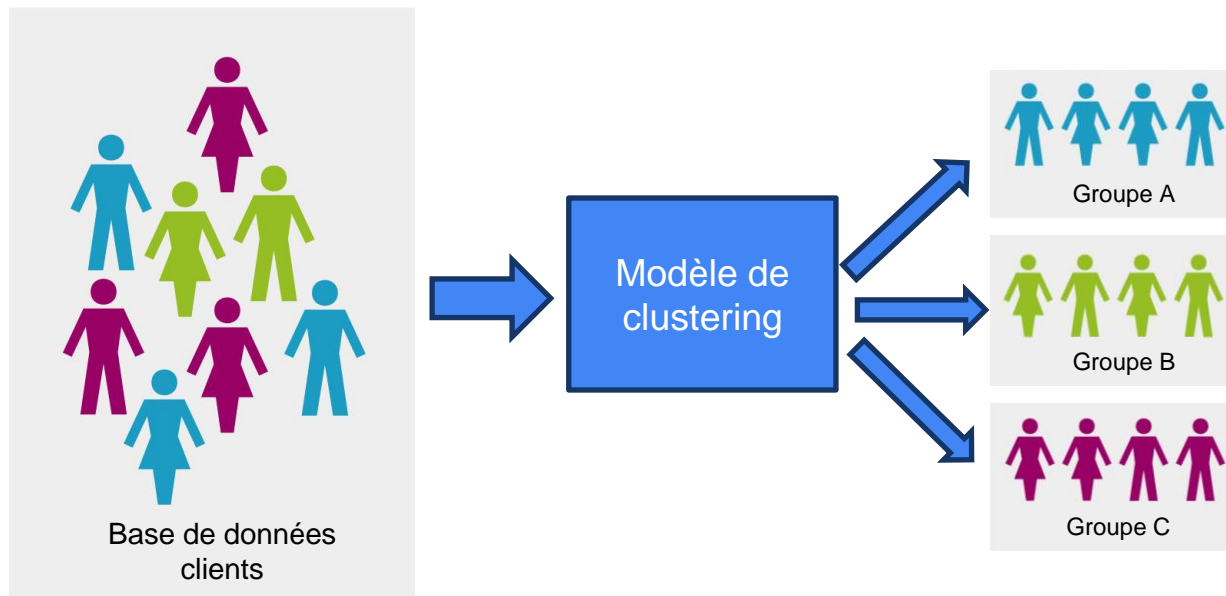 Base de données
clients
Modèle de
clustering
Groupe A
Groupe B
Groupe C